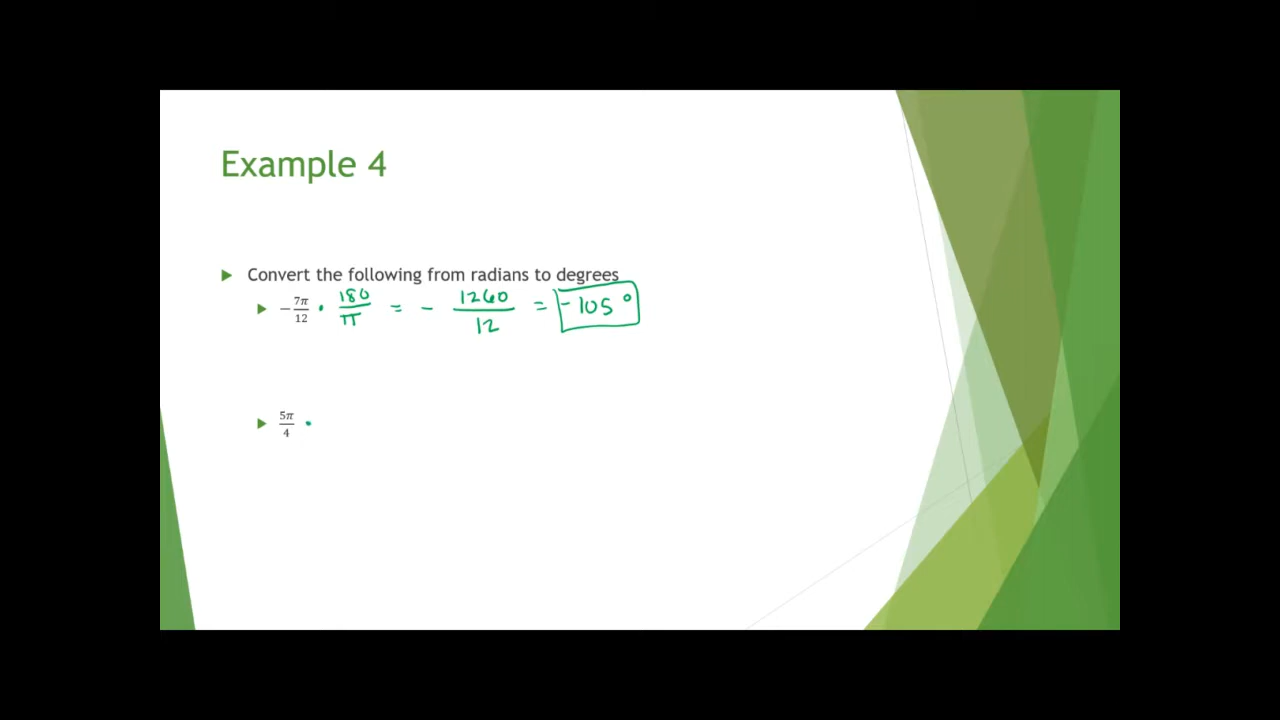 Example 4
Convert the following from radians to degrees
−7π/12 · 180/π = − 1260/12 = −105°
5π/4 ·